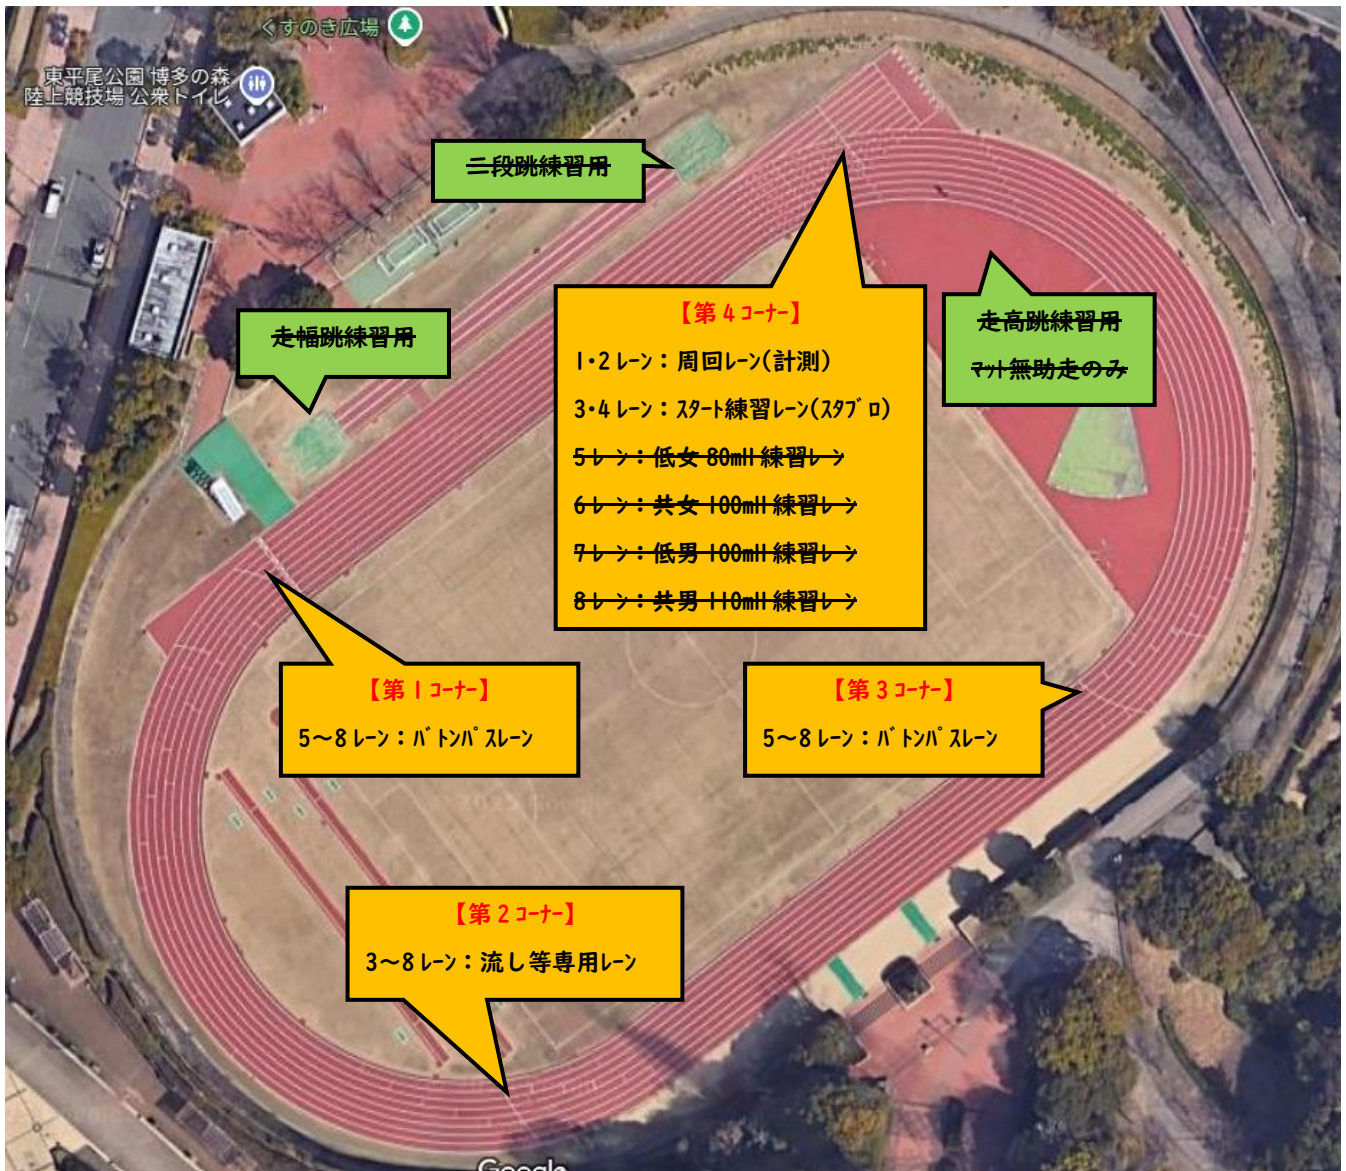 くすのき広場
東平尾公園 博多の森
陸上競技場 公衆トイレ
三段跳練習用
走幅跳練習用
【第4コーナー】
1・2レーン：周回レーン(計測)
3・4レーン：スタート練習レーン(スタブロ)
5レーン：低女80mH練習レーン
6レーン：共女100mH練習レーン
7レーン：低男100mH練習レーン
8レーン：共男110mH練習レーン
走高跳練習用
マット無助走のみ
【第1コーナー】
5～8レーン：バトンパスレーン
【第3コーナー】
5～8レーン：バトンパスレーン
【第2コーナー】
3～8レーン：流し等専用レーン
Google